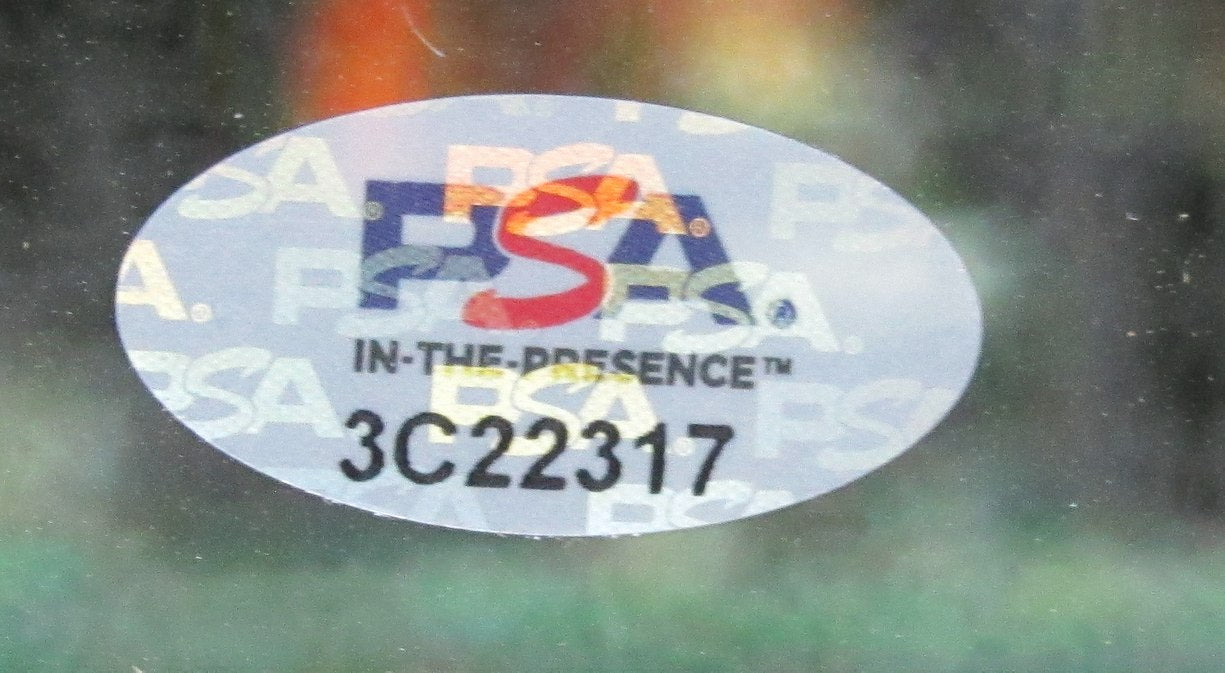 PSA
IN-THE-PRESENCE™
3C22317